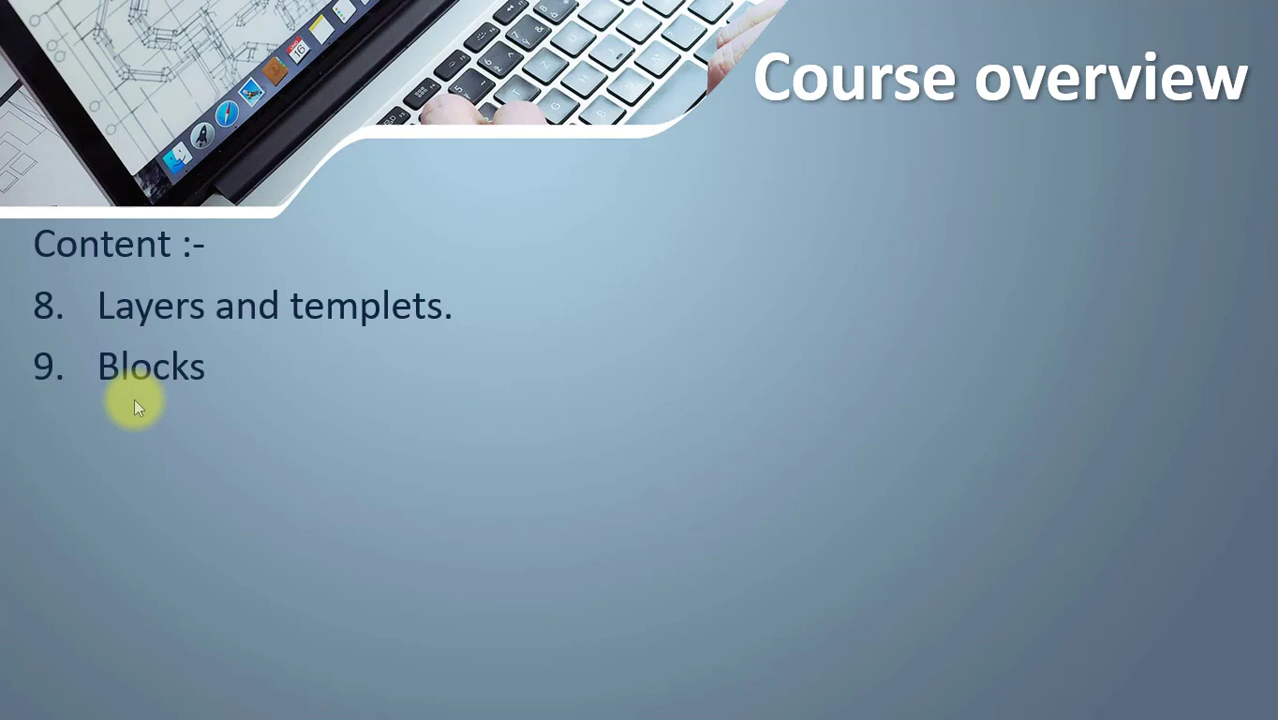 Course overview
Content :-
8. Layers and templets.
9. Blocks